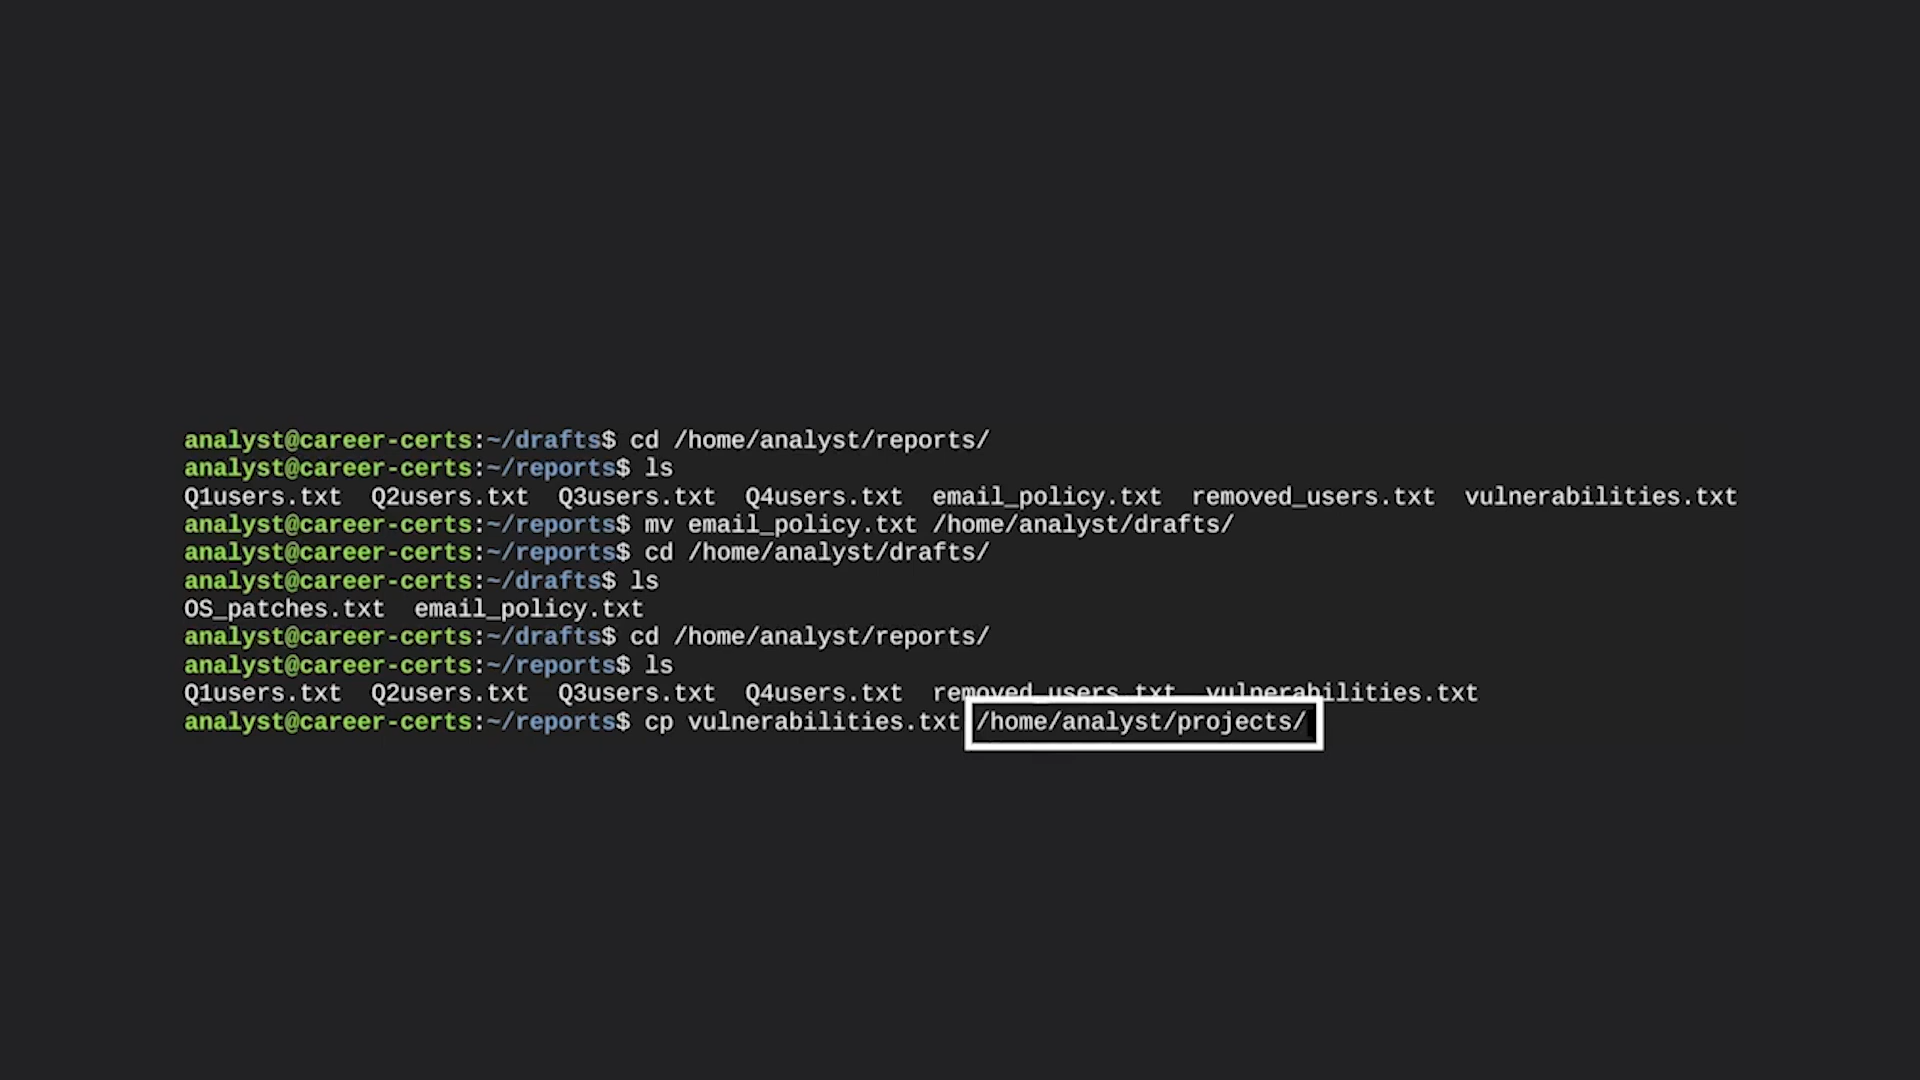 analyst@career-certs:~/drafts$ cd /home/analyst/reports/
analyst@career-certs:~/reports$ ls
Q1users.txt  Q2users.txt  Q3users.txt  Q4users.txt  email_policy.txt  removed_users.txt  vulnerabilities.txt
analyst@career-certs:~/reports$ mv email_policy.txt /home/analyst/drafts/
analyst@career-certs:~/reports$ cd /home/analyst/drafts/
analyst@career-certs:~/drafts$ ls
OS_patches.txt  email_policy.txt
analyst@career-certs:~/drafts$ cd /home/analyst/reports/
analyst@career-certs:~/reports$ ls
Q1users.txt  Q2users.txt  Q3users.txt  Q4users.txt  removed_users.txt  vulnerabilities.txt
analyst@career-certs:~/reports$ cp vulnerabilities.txt /home/analyst/projects/